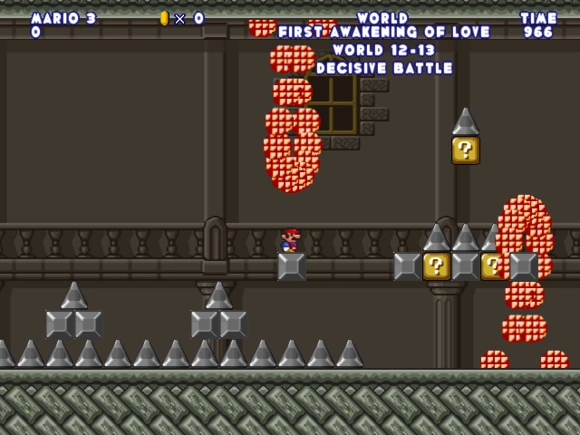 MARIO 3 × 0 WORLD TIME
0 FIRST AWAKENING OF LOVE 966
WORLD 12-13
DECISIVE BATTLE
?
? ?